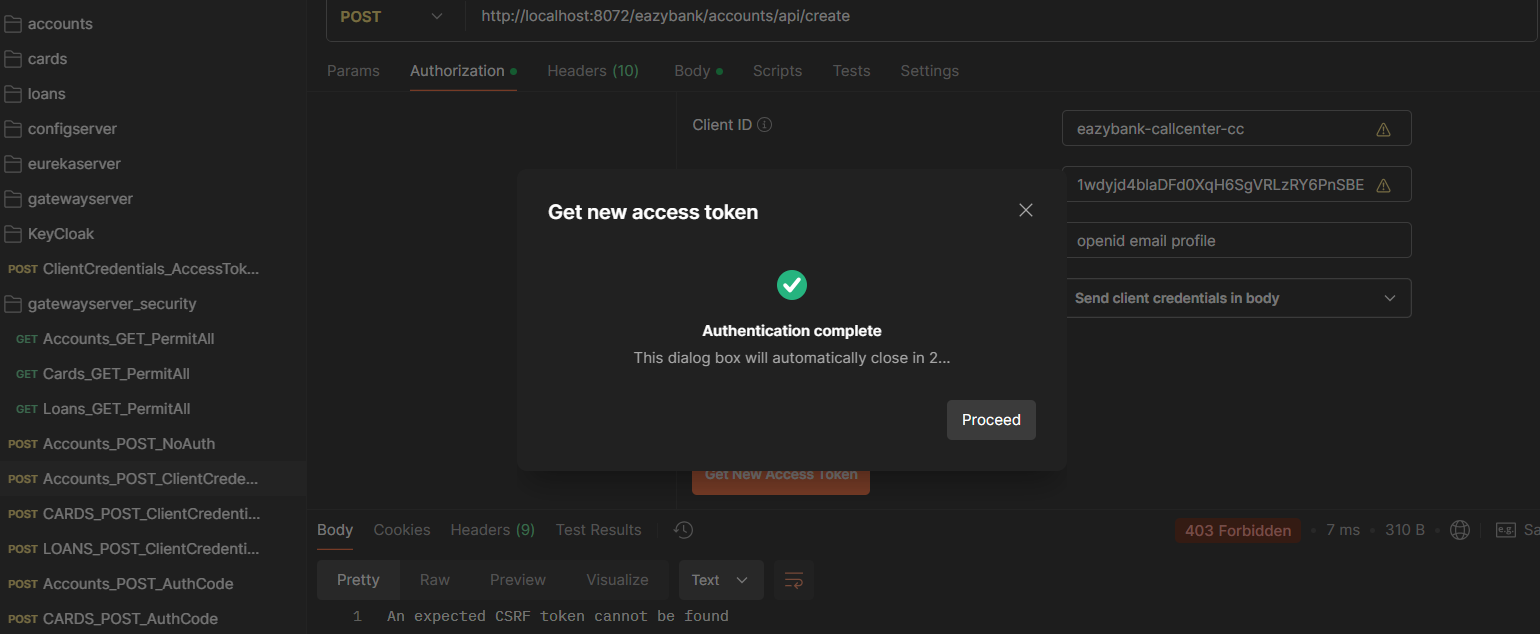 accounts
cards
loans
configserver
eurekaserver
gatewayserver
KeyCloak
POST ClientCredentials_AccessTok...
gatewayserver_security
GET Accounts_GET_PermitAll
GET Cards_GET_PermitAll
GET Loans_GET_PermitAll
POST Accounts_POST_NoAuth
POST Accounts_POST_ClientCrede...
POST CARDS_POST_ClientCredenti...
POST LOANS_POST_ClientCredenti...
POST Accounts_POST_AuthCode
POST CARDS_POST_AuthCode
POST http://localhost:8072/eazybank/accounts/api/create
Params Authorization Headers (10) Body Scripts Tests Settings
Client ID eazybank-callcenter-cc
1wdyjd4blaDFd0XqH6SgVRLzRY6PnSBE
openid email profile
Send client credentials in body
Get new access token
Authentication complete
This dialog box will automatically close in 2...
Proceed
Get New Access Token
Body Cookies Headers (9) Test Results 403 Forbidden 7 ms 310 B e.g. Sa
Pretty Raw Preview Visualize Text
1 An expected CSRF token cannot be found